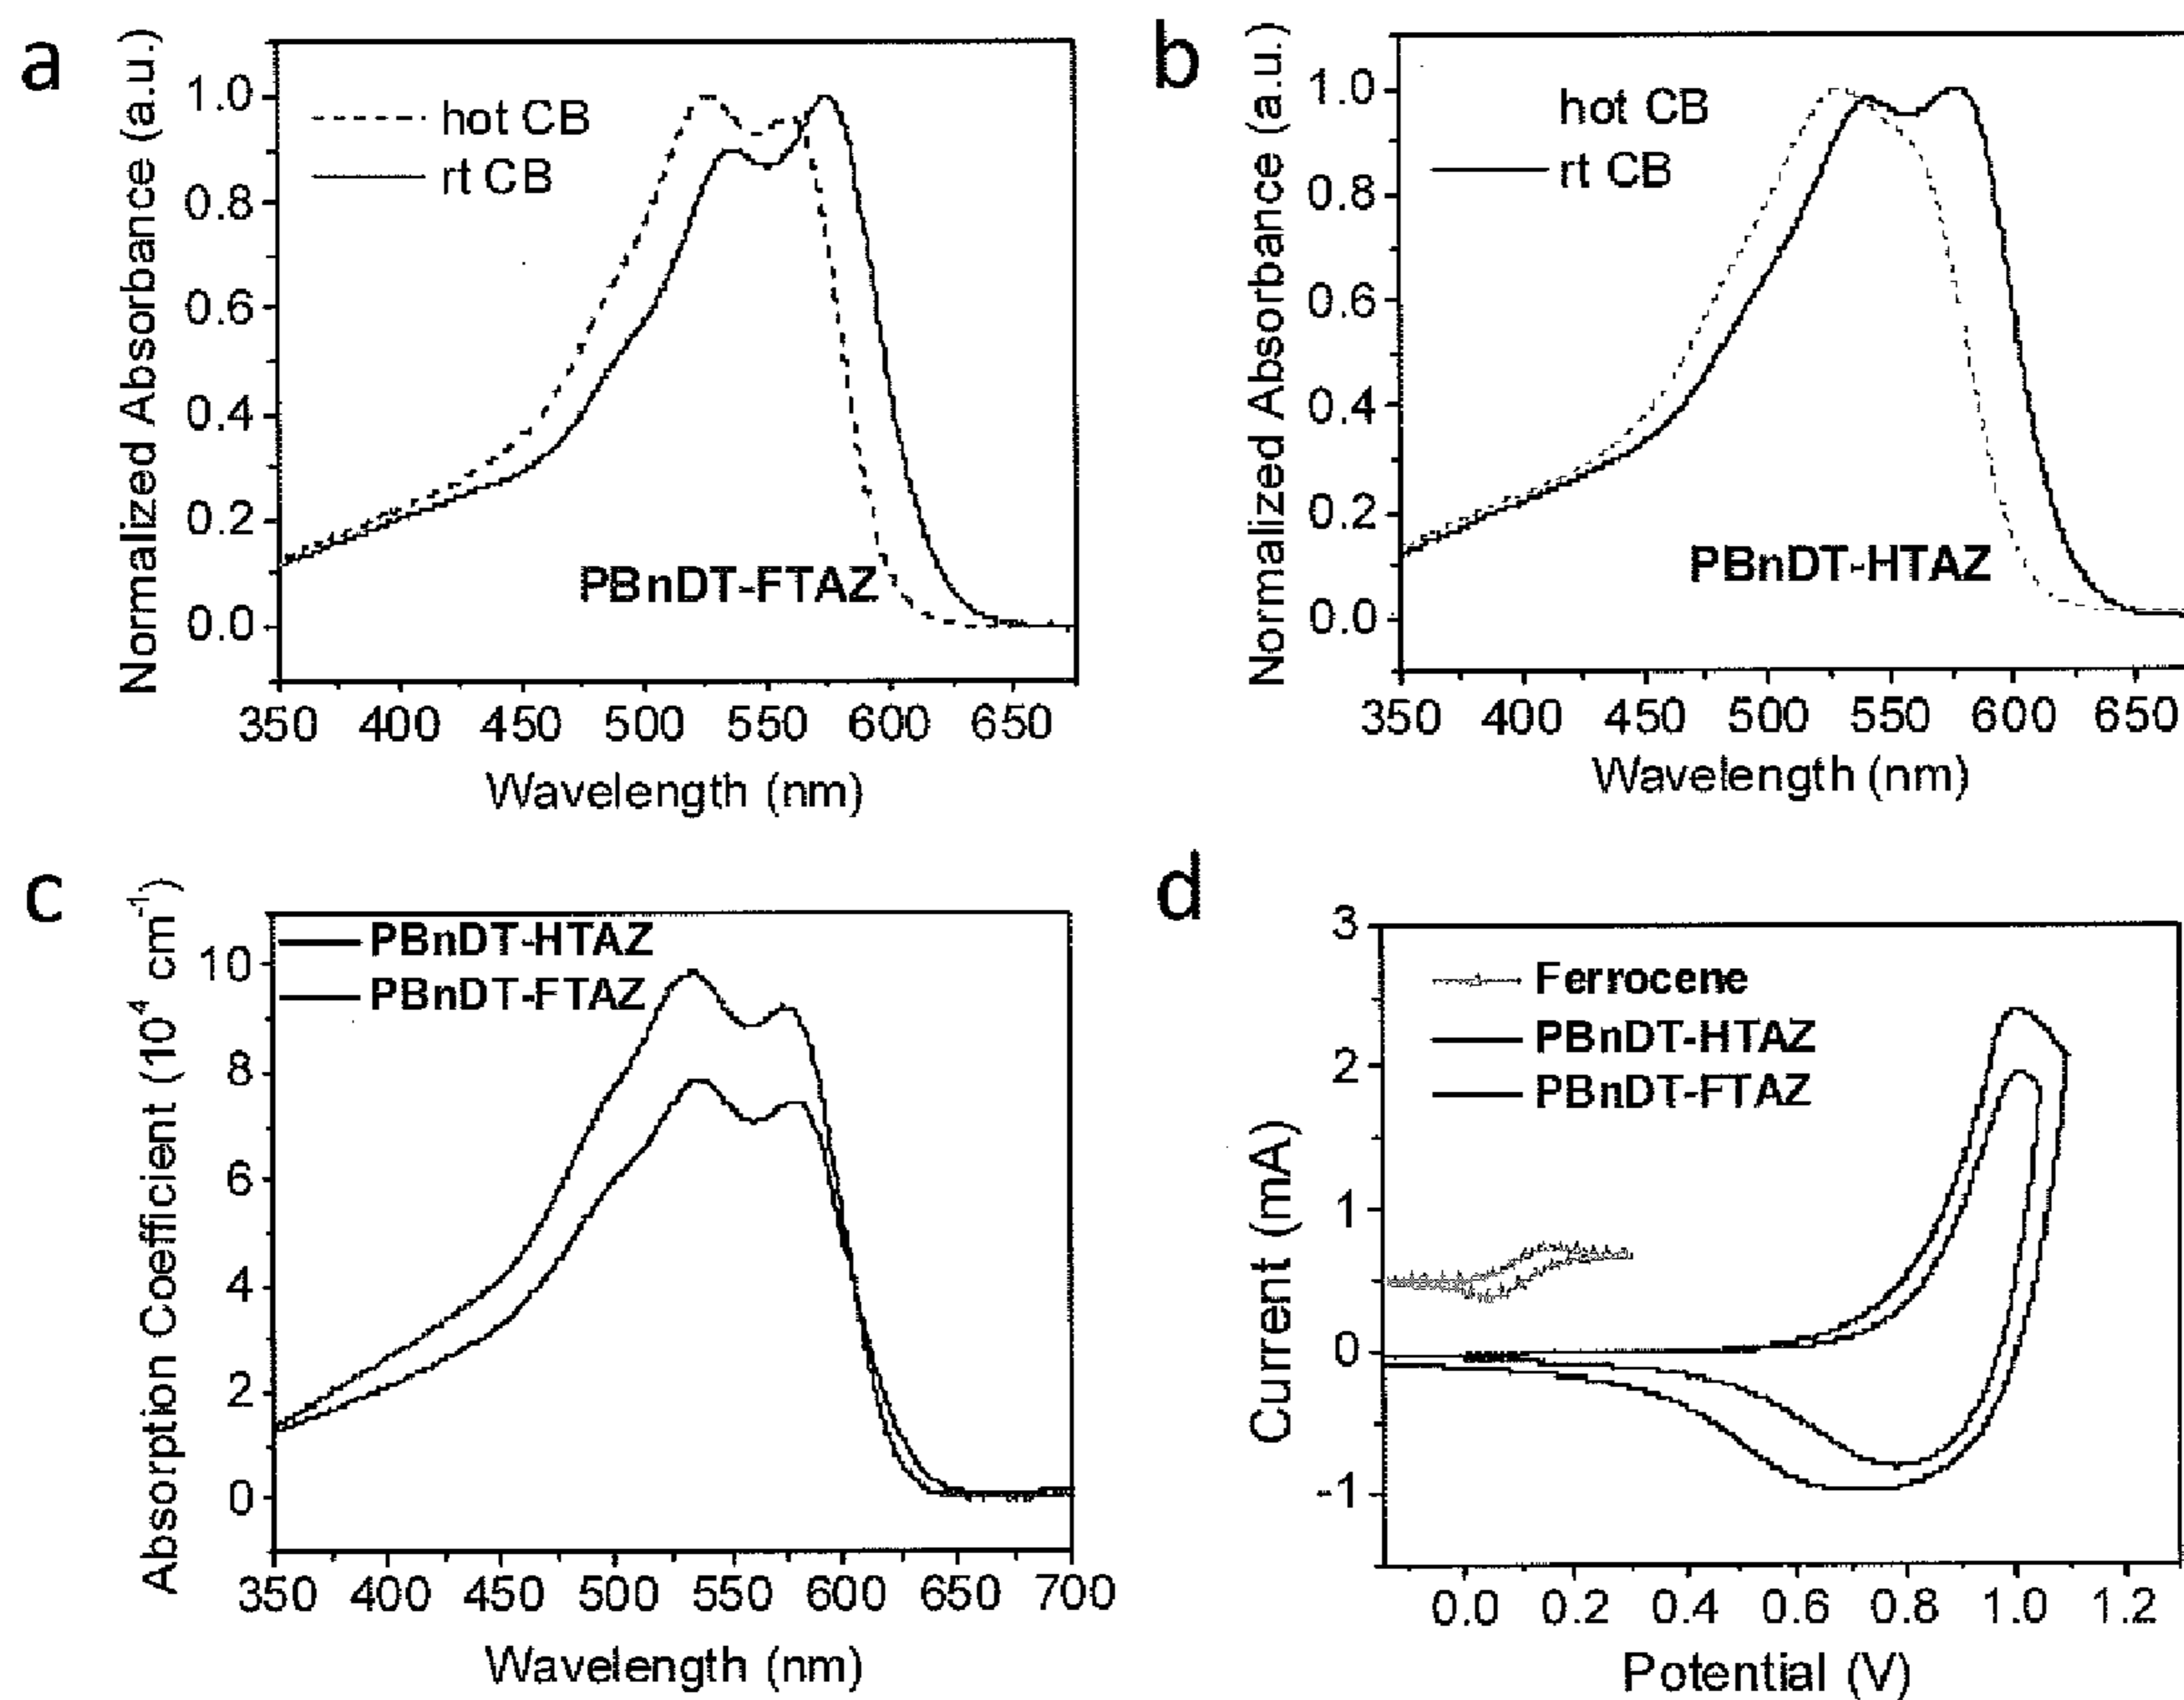 a
Normalized Absorbance (a.u.)
1.0
0.8
0.6
0.4
0.2
0.0
hot CB
rt CB
PBnDT-FTAZ
350 400 450 500 550 600 650
Wavelength (nm)
b
Normalized Absorbance (a.u.)
1.0
0.8
0.6
0.4
0.2
0.0
hot CB
rt CB
PBnDT-HTAZ
350 400 450 500 550 600 650
Wavelength (nm)
c
Absorption Coefficient (10⁴ cm⁻¹)
10
8
6
4
2
0
PBnDT-HTAZ
PBnDT-FTAZ
350 400 450 500 550 600 650 700
Wavelength (nm)
d
Current (mA)
3
2
1
0
-1
Ferrocene
PBnDT-HTAZ
PBnDT-FTAZ
0.0 0.2 0.4 0.6 0.8 1.0 1.2
Potential (V)